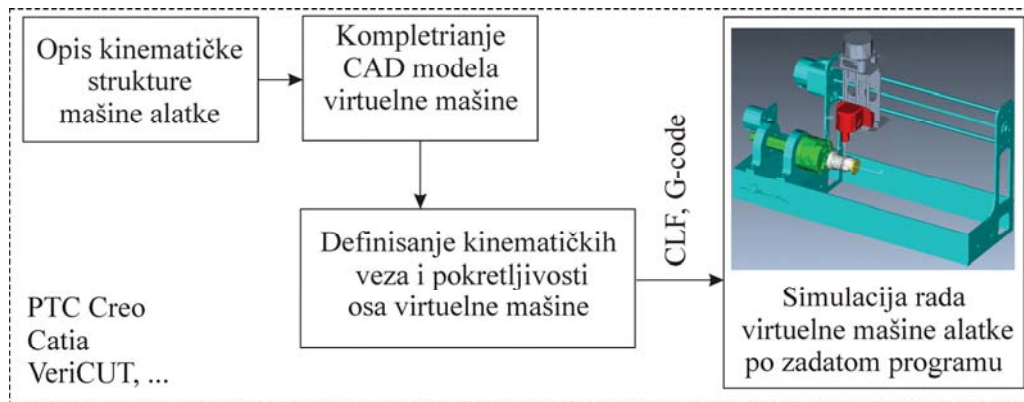 Opis kinematičke
strukture
mašine alatke
Kompletrianje
CAD modela
virtuelne mašine
Definisanje kinematičkih
veza i pokretljivosti
osa virtuelne mašine
CLF, G-code
Simulacija rada
virtuelne mašine alatke
po zadatom programu
PTC Creo
Catia
VeriCUT, ...